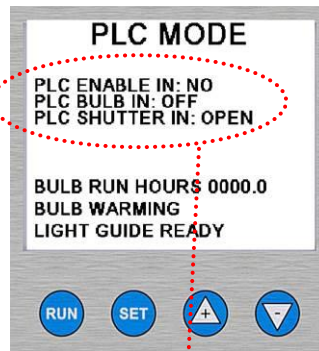 PLC MODE
PLC ENABLE IN: NO
PLC BULB IN: OFF
PLC SHUTTER IN: OPEN
BULB RUN HOURS 0000.0
BULB WARMING
LIGHT GUIDE READY
RUN SET + -